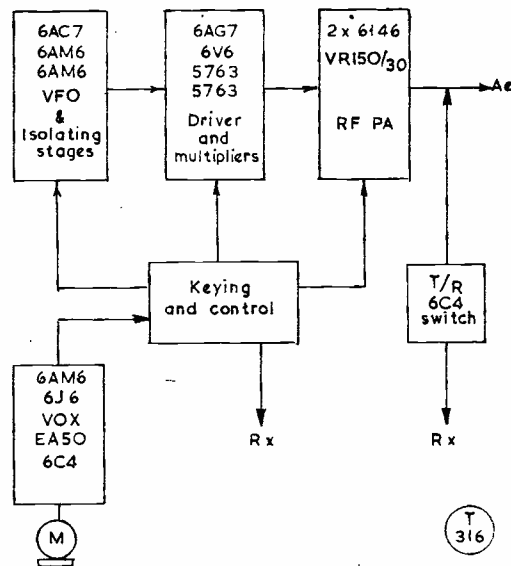 6AC7
6AM6
6AM6
VFO
&
Isolating
stages
6AG7
6V6
5763
5763
Driver
and
multipliers
2 x 6146
VR150/30
RF PA
Ae
Keying
and control
T/R
6C4
switch
6AM6
6J6
VOX
EA50
6C4
Rx
Rx
M
T
316